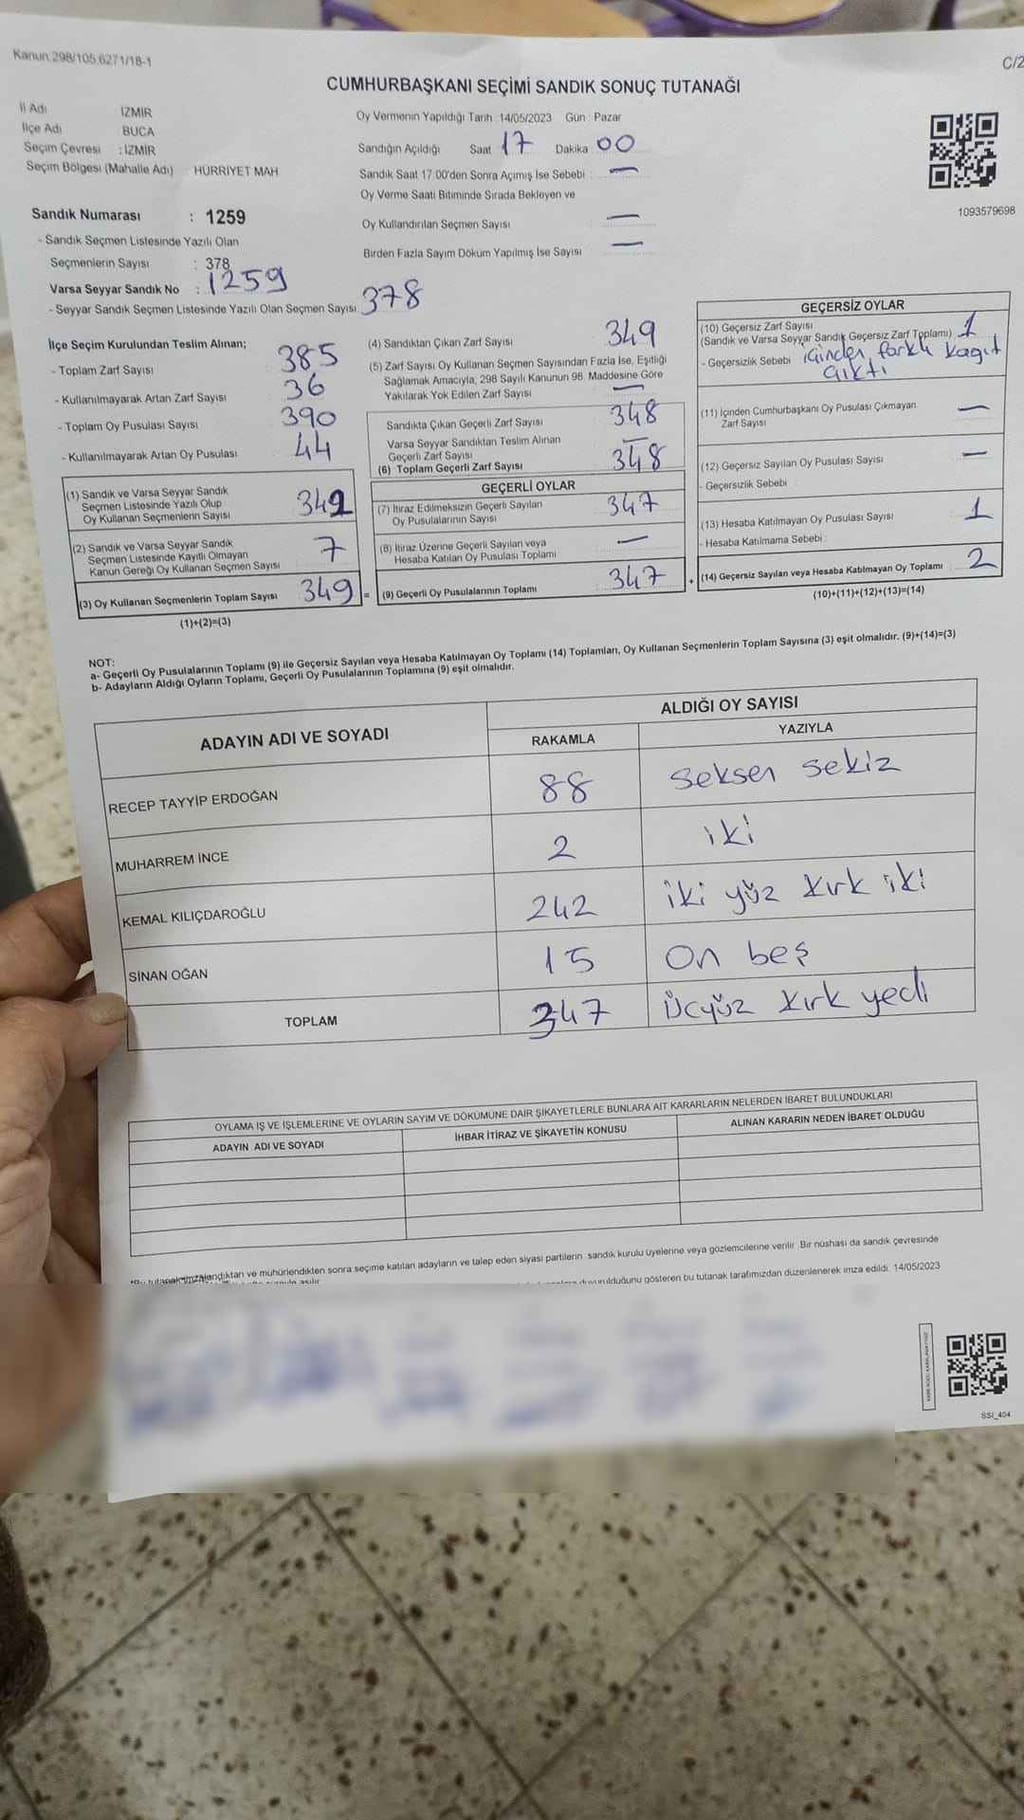 Kanun:298/105.6271/18-1
C/2
CUMHURBAŞKANI SEÇİMİ SANDIK SONUÇ TUTANAĞI
İl Adı İZMİR
İlçe Adı BUCA
Seçim Çevresi : İZMİR
Seçim Bölgesi (Mahalle Adı) HÜRRİYET MAH
Sandık Numarası : 1259
- Sandık Seçmen Listesinde Yazılı Olan
Seçmenlerin Sayısı : 378
Varsa Seyyar Sandık No : 1259
- Seyyar Sandık Seçmen Listesinde Yazılı Olan Seçmen Sayısı 378
Oy Vermenin Yapıldığı Tarih :14/05/2023 Gün Pazar
Sandığın Açıldığı Saat 17 Dakika 00
Sandık Saat 17:00'den Sonra Açımış İse Sebebi : —
Oy Verme Saati Bitiminde Sırada Bekleyen ve
Oy Kullandırılan Seçmen Sayısı —
Birden Fazla Sayım Döküm Yapılmış İse Sayısı —
1093579698
İlçe Seçim Kurulundan Teslim Alınan;
- Toplam Zarf Sayısı 385
- Kullanılmayarak Artan Zarf Sayısı 36
- Toplam Oy Pusulası Sayısı 390
- Kullanılmayarak Artan Oy Pusulası 44
(1) Sandık ve Varsa Seyyar Sandık
Seçmen Listesinde Yazılı Olup
Oy Kullanan Seçmenlerin Sayısı 342
(2) Sandık ve Varsa Seyyar Sandık
Seçmen Listesinde Kayıtlı Olmayan
Kanun Gereği Oy Kullanan Seçmen Sayısı 7
(3) Oy Kullanan Seçmenlerin Toplam Sayısı 349 =
(1)+(2)=(3)
(4) Sandıktan Çıkan Zarf Sayısı 349
(5) Zarf Sayısı Oy Kullanan Seçmen Sayısından Fazla İse, Eşitliği
Sağlamak Amacıyla, 298 Sayılı Kanunun 98. Maddesine Göre
Yakılarak Yok Edilen Zarf Sayısı —
Sandıkta Çıkan Geçerli Zarf Sayısı 348
Varsa Seyyar Sandıktan Teslim Alınan
Geçerli Zarf Sayısı —
(6) Toplam Geçerli Zarf Sayısı 348
GEÇERLİ OYLAR
(7) İtiraz Edilmeksizin Geçerli Sayılan
Oy Pusulalarının Sayısı 347
(8) İtiraz Üzerine Geçerli Sayılan veya
Hesaba Katılan Oy Pusulası Toplamı —
(9) Geçerli Oy Pusulalarının Toplamı 347 +
GEÇERSİZ OYLAR
(10) Geçersiz Zarf Sayısı
(Sandık ve Varsa Seyyar Sandık Geçersiz Zarf Toplamı) 1
- Geçersizlik Sebebi içinden farklı kağıt
çıktı
(11) İçinden Cumhurbaşkanı Oy Pusulası Çıkmayan
Zarf Sayısı —
(12) Geçersiz Sayılan Oy Pusulası Sayısı —
- Geçersizlik Sebebi
(13) Hesaba Katılmayan Oy Pusulası Sayısı 1
- Hesaba Katılmama Sebebi :
(14) Geçersiz Sayılan veya Hesaba Katılmayan Oy Toplamı 2
(10)+(11)+(12)+(13)=(14)
NOT:
a- Geçerli Oy Pusulalarının Toplamı (9) ile Geçersiz Sayılan veya Hesaba Katılmayan Oy Toplamı (14) Toplamları, Oy Kullanan Seçmenlerin Toplam Sayısına (3) eşit olmalıdır. (9)+(14)=(3)
b- Adayların Aldığı Oyların Toplamı, Geçerli Oy Pusulalarının Toplamına (9) eşit olmalıdır.
ADAYIN ADI VE SOYADI
ALDIĞI OY SAYISI
RAKAMLA YAZIYLA
RECEP TAYYİP ERDOĞAN 88 Seksen sekiz
MUHARREM İNCE 2 iki
KEMAL KILIÇDAROĞLU 242 iki yüz kırk iki
SİNAN OĞAN 15 On beş
TOPLAM 347 üçyüz kırk yedi
OYLAMA İŞ VE İŞLEMLERİNE VE OYLARIN SAYIM VE DÖKÜMÜNE DAİR ŞİKAYETLERLE BUNLARA AİT KARARLARIN NELERDEN İBARET BULUNDUKLARI
ADAYIN ADI VE SOYADI İHBAR İTİRAZ VE ŞİKAYETİN KONUSU ALINAN KARARIN NEDEN İBARET OLDUĞU
ve mühürlendikten sonra seçime katılan adayların ve talep eden siyasi partilerin sandık kurulu üyelerine veya gözlemcilerine verilir. Bir nüshası da sandık çevresinde
gösteren bu tutanak tarafımızdan düzenlenerek imza edildi. 14/05/2023
SSI_404